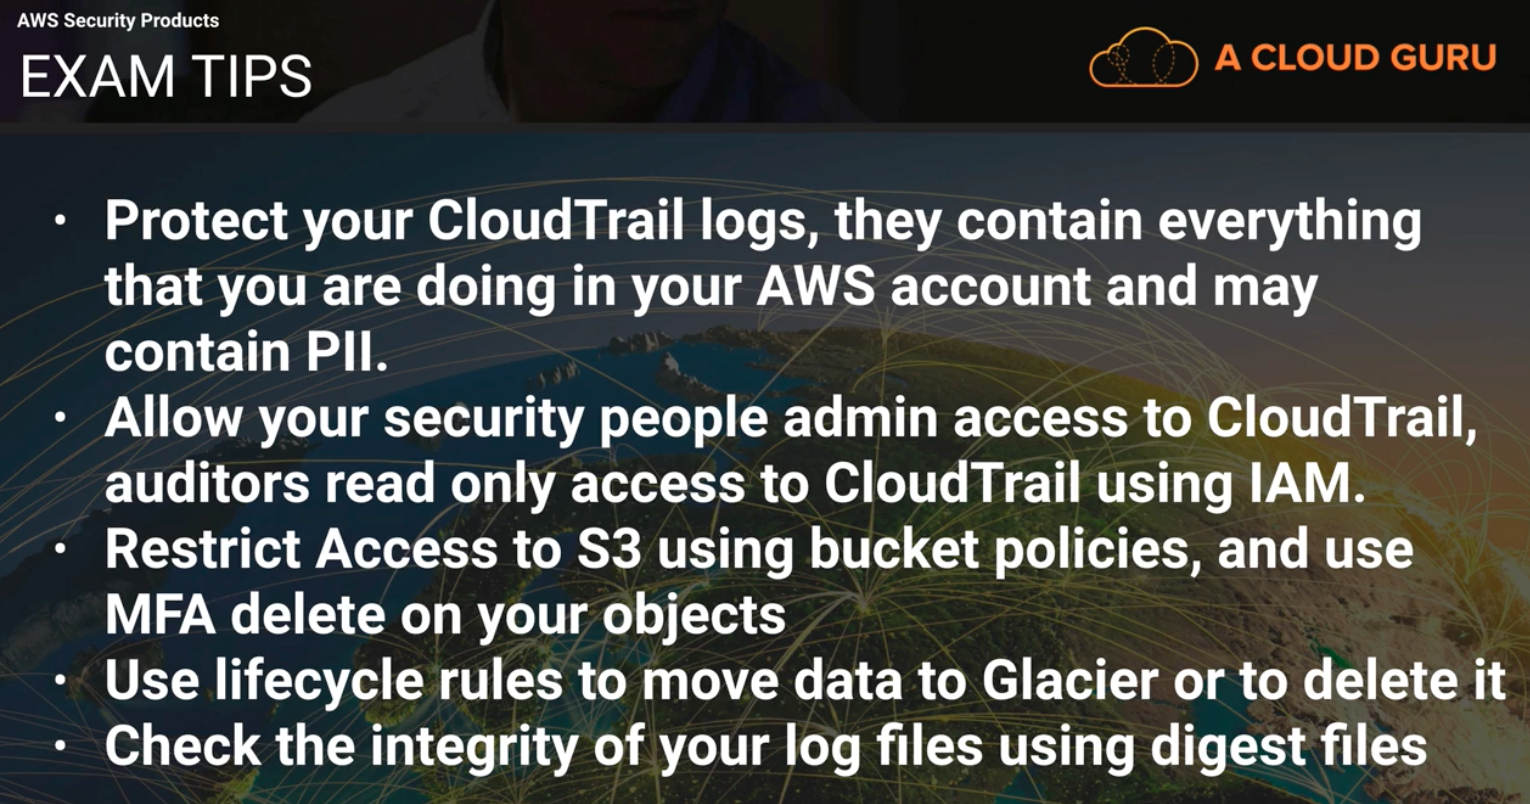 AWS Security Products
EXAM TIPS
A CLOUD GURU
• Protect your CloudTrail logs, they contain everything
that you are doing in your AWS account and may
contain PII.
• Allow your security people admin access to CloudTrail,
auditors read only access to CloudTrail using IAM.
• Restrict Access to S3 using bucket policies, and use
MFA delete on your objects
• Use lifecycle rules to move data to Glacier or to delete it
• Check the integrity of your log files using digest files